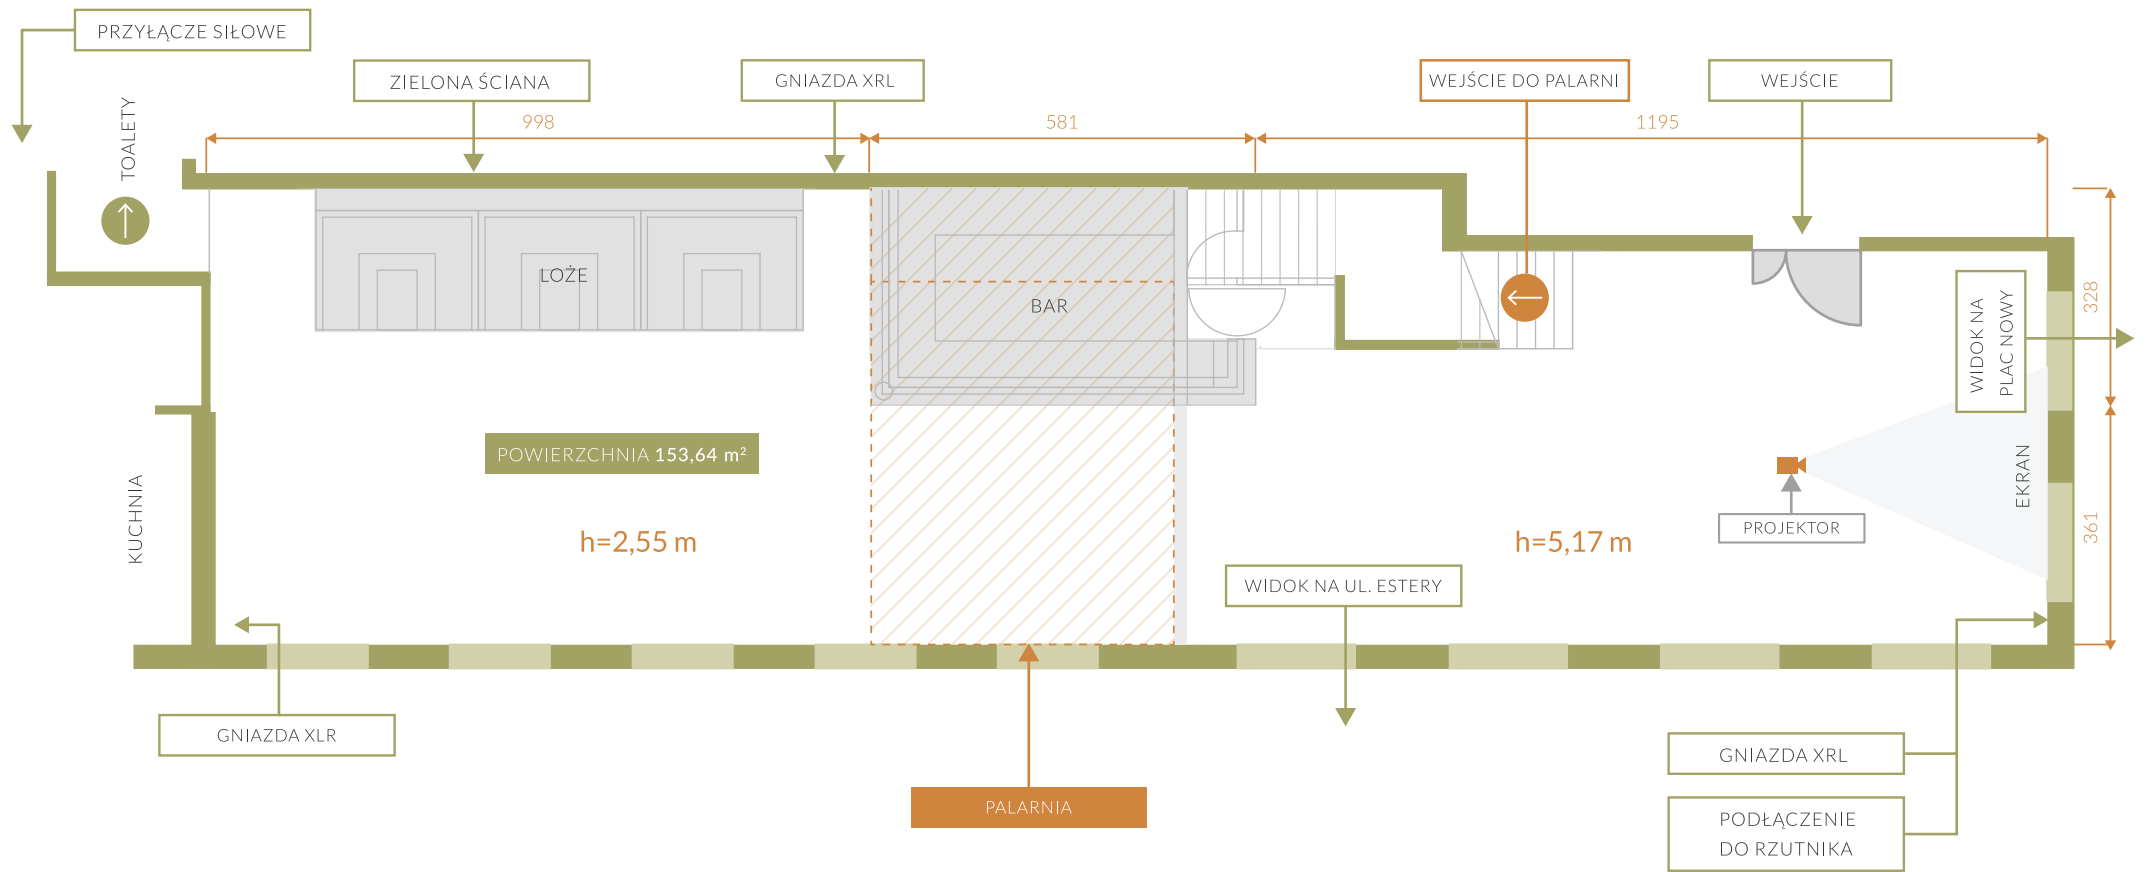 PRZYŁĄCZE SIŁOWE
ZIELONA ŚCIANA
GNIAZDA XRL
WEJŚCIE DO PALARNI
WEJŚCIE
998
581
1195
TOALETY
LOŻE
BAR
WIDOK NA
PLAC NOWY
328
POWIERZCHNIA 153,64 m²
KUCHNIA
h=2,55 m
h=5,17 m
PROJEKTOR
EKRAN
361
WIDOK NA UL. ESTERY
GNIAZDA XLR
PALARNIA
GNIAZDA XRL
PODŁĄCZENIE
DO RZUTNIKA